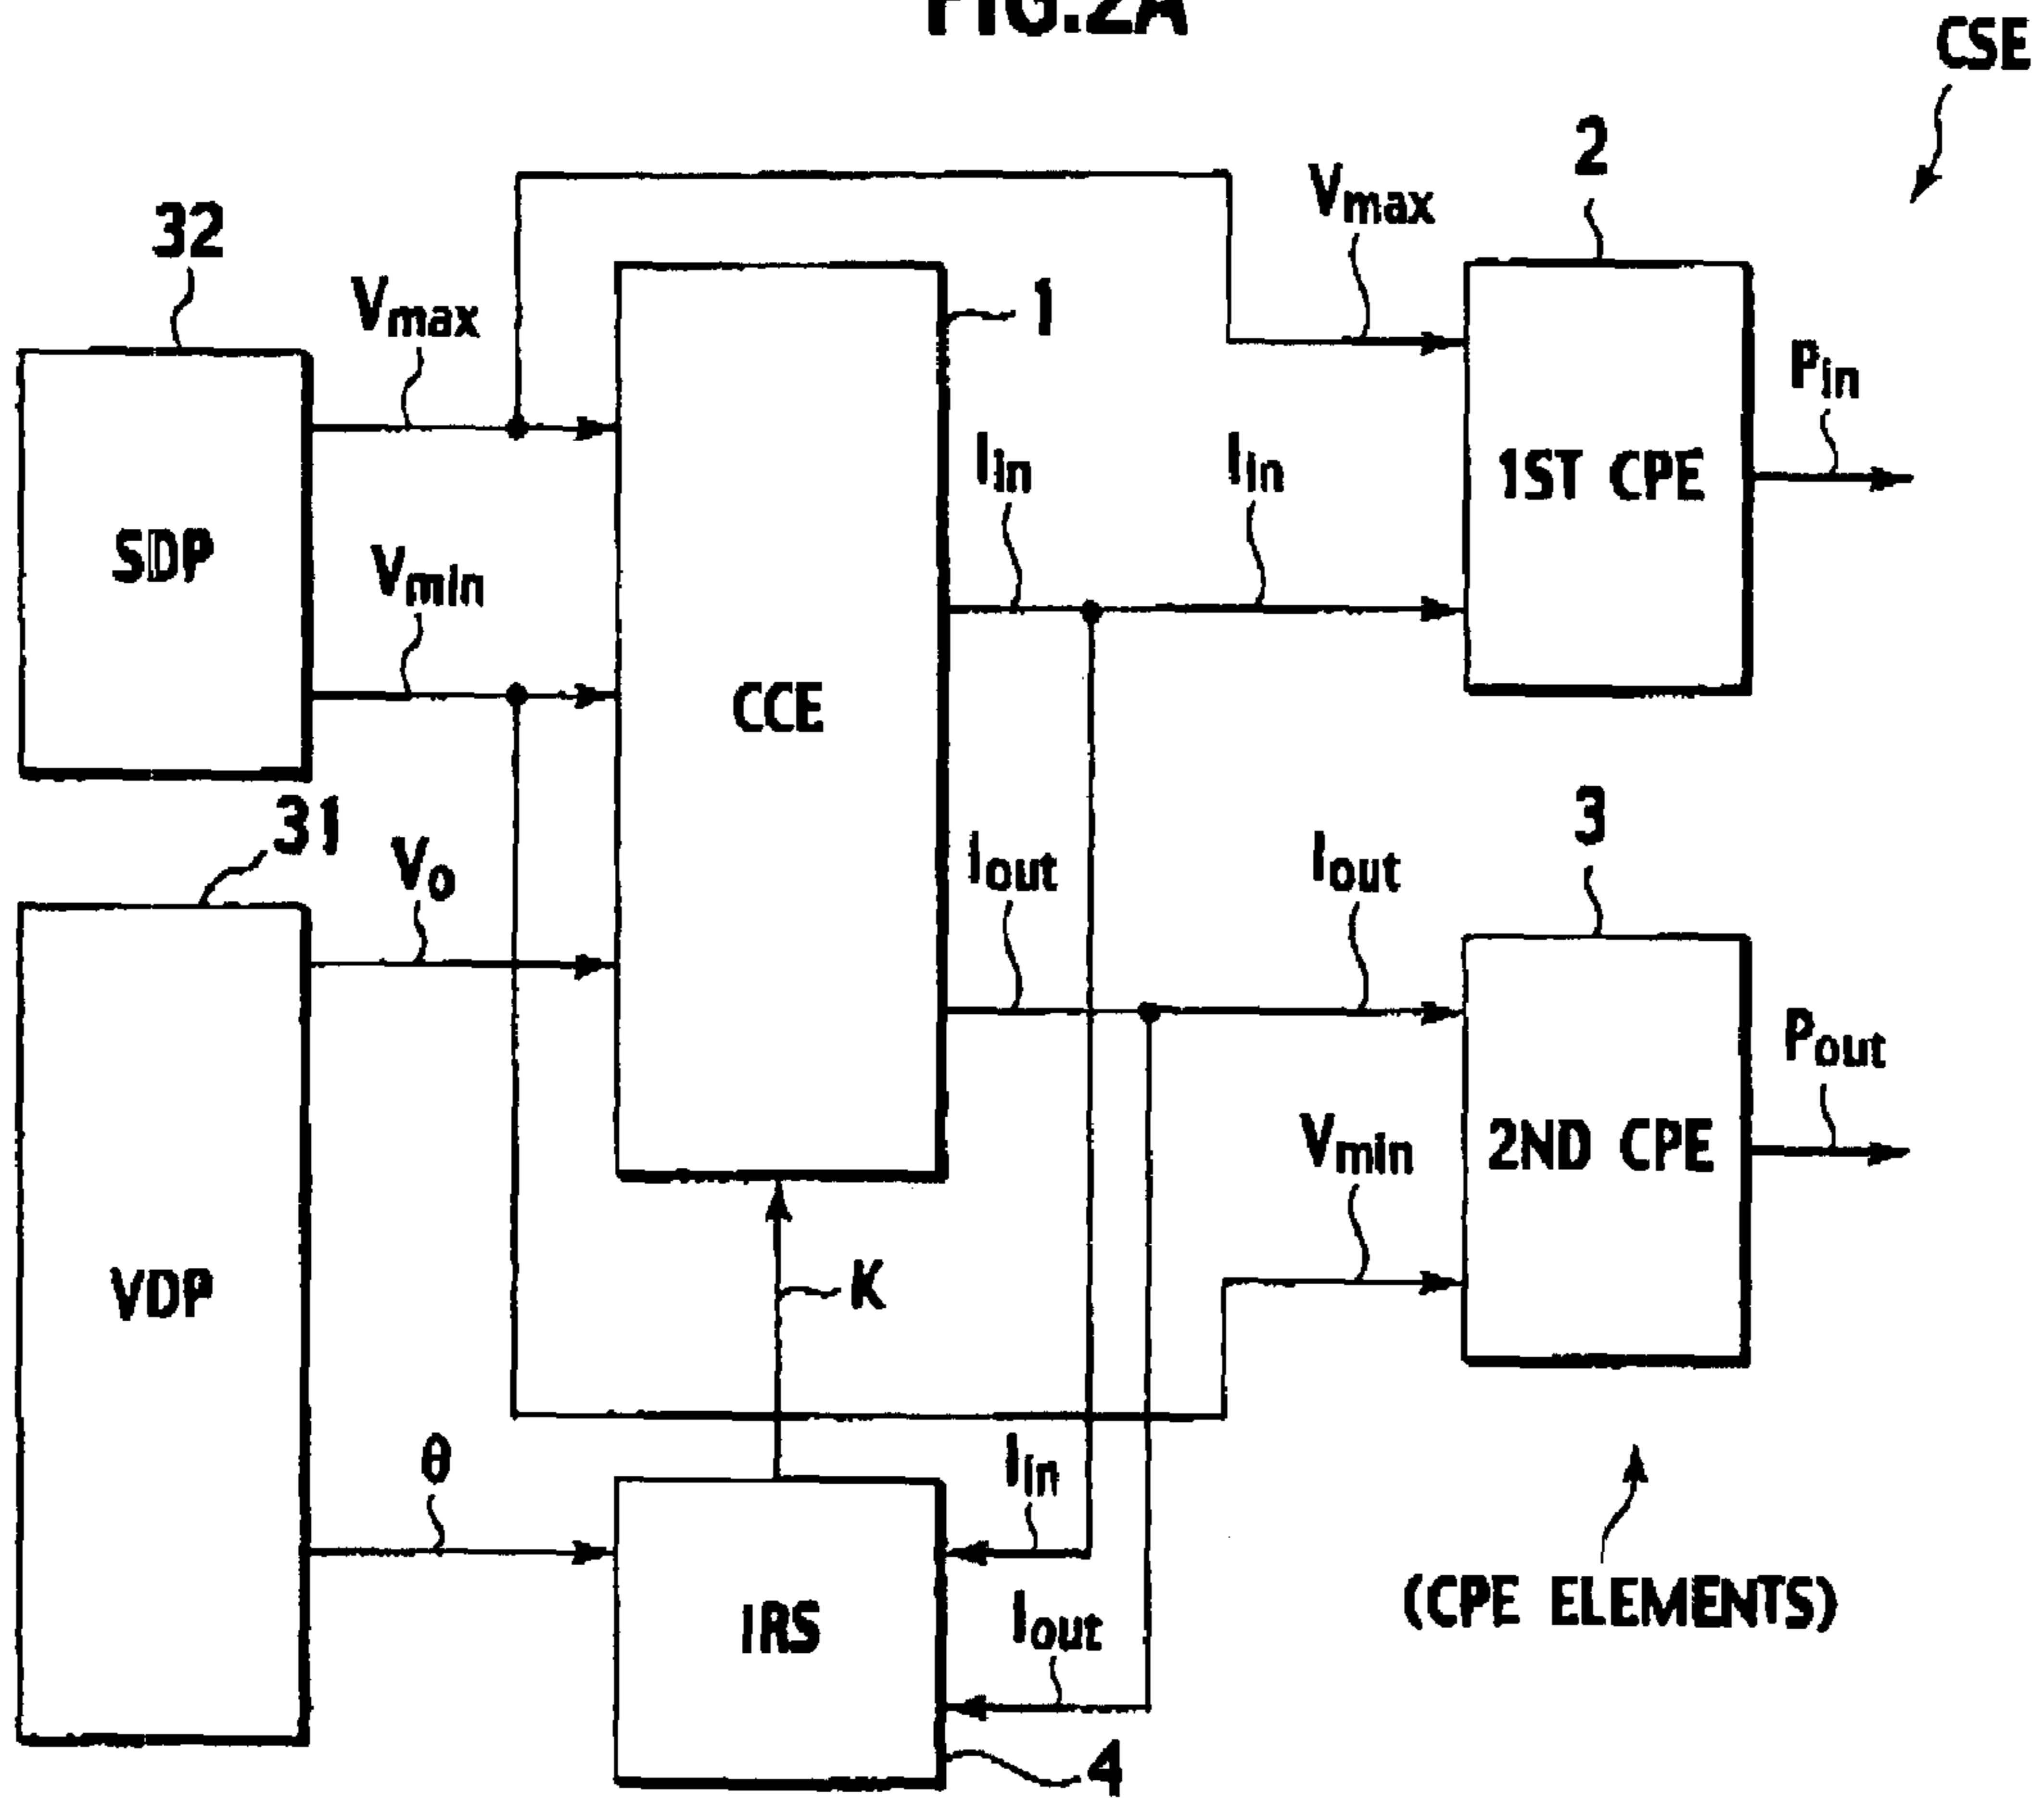 FIG.2A
CSE
2
Vmax
32
Vmax
1
Pin
Iin
Iin
1ST CPE
SDP
Vmin
CCE
31
3
Vo
Iout
Iout
Pout
Vmin
2ND CPE
K
VDP
θ
Iin
(CPE ELEMENTS)
IRS
Iout
4